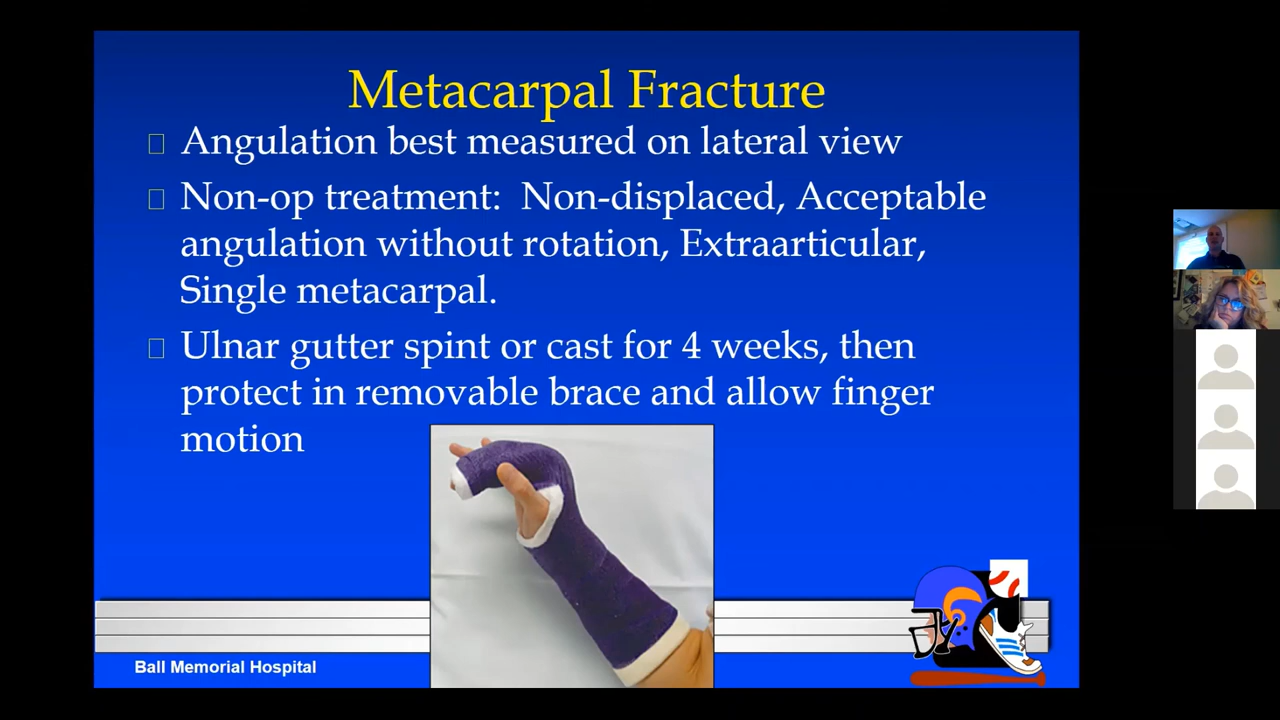 Metacarpal Fracture
Angulation best measured on lateral view
Non-op treatment: Non-displaced, Acceptable
angulation without rotation, Extraarticular,
Single metacarpal.
Ulnar gutter spint or cast for 4 weeks, then
protect in removable brace and allow finger
motion
Ball Memorial Hospital